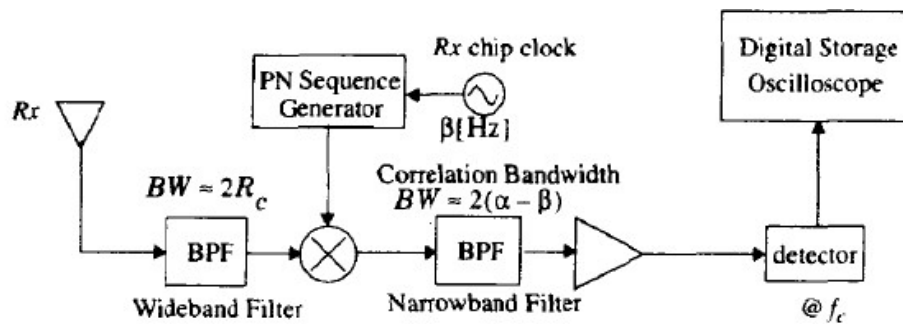 Rx
PN Sequence
Generator
Rx chip clock
β[Hz]
Digital Storage
Oscilloscope
BW ≈ 2R_c
BPF
Wideband Filter
Correlation Bandwidth
BW ≈ 2(α – β)
BPF
Narrowband Filter
detector
@ f_c